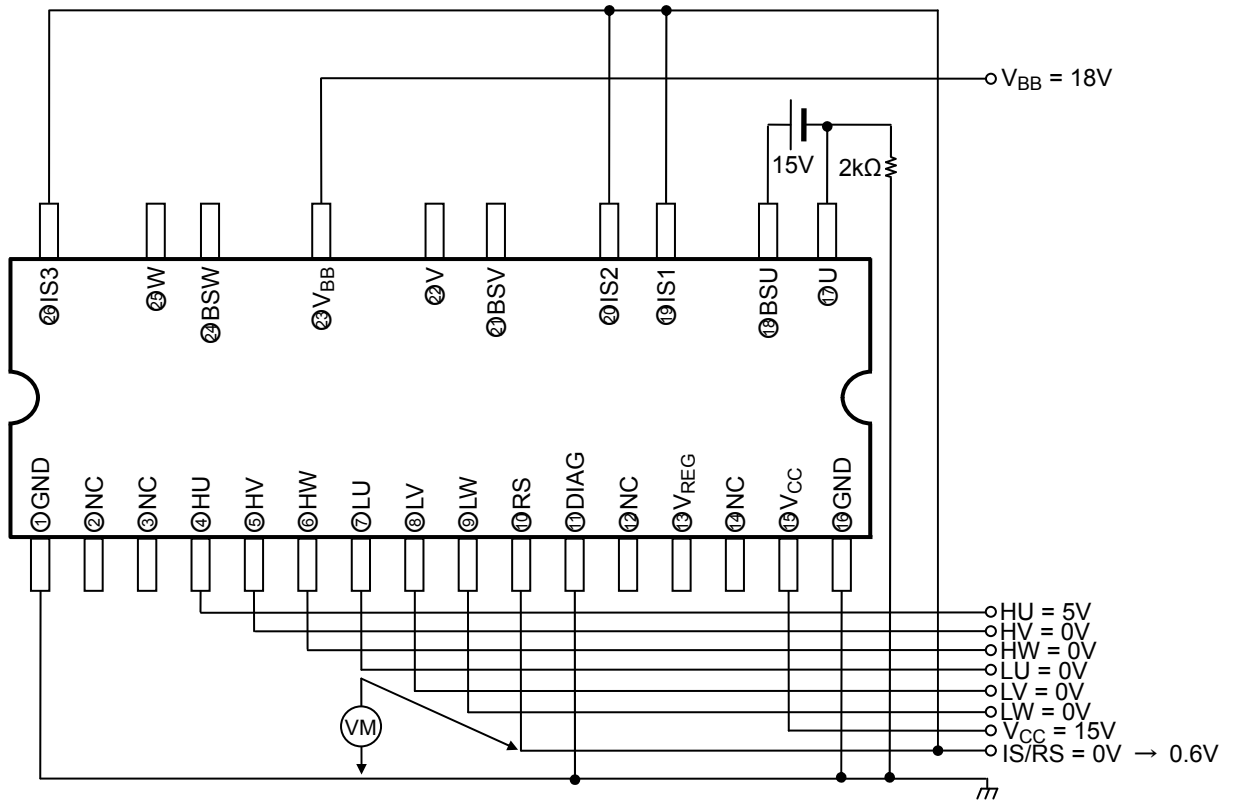 V_BB = 18V
15V
2kΩ
㉖IS3
㉕W
㉔BSW
㉓V_BB
㉒V
㉑BSV
⑳IS2
⑲IS1
⑱BSU
⑰U
①GND
②NC
③NC
④HU
⑤HV
⑥HW
⑦LU
⑧LV
⑨LW
⑩RS
⑪DIAG
⑫NC
⑬V_REG
⑭NC
⑮V_CC
⑯GND
HU = 5V
HV = 0V
HW = 0V
LU = 0V
LV = 0V
LW = 0V
V_CC = 15V
IS/RS = 0V → 0.6V
VM